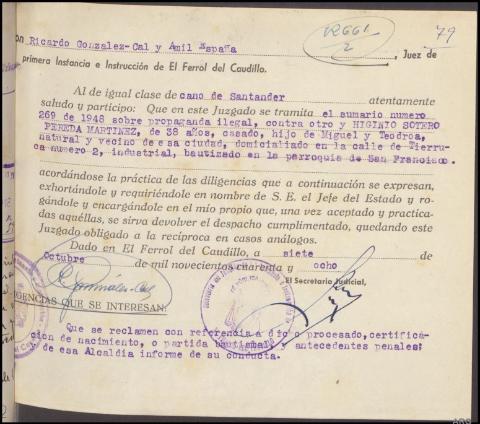 79
on Ricardo Gonzalez-Cal y Amil España
, Juez de
primera Instancia e Instrucción de El Ferrol del Caudillo.
Al de igual clase de cano de Santander atentamente
saludo y participo: Que en este Juzgado se tramita el sumario numero
269 de 1948 sobre propaganda ilegal, contra otro y HIGINIO SOTERO
PEREDA MARTINEZ, de 38 años, casado, hijo de Miguel y Teodroa,
natural y vecino de esa ciudad, domiciliado en la calle de Tierru-
ca numero 2, industrial, bautizado en la parroquia de San Francisco.
acordándose la práctica de las diligencias que a continuación se expresan,
exhortándole y requiriéndole en nombre de S. E. el Jefe del Estado y ro-
gándole y encargándole en el mío propio que, una vez aceptado y practica-
das aquéllas, se sirva devolver el despacho cumplimentado, quedando este
Juzgado obligado a la recíproca en casos análogos.
Dado en El Ferrol del Caudillo, a siete de
Octubre de mil novecientos cuarenta y ocho
El Secretario Judicial,
IGENCIAS QUE SE INTERESAN:
Que se reclamen con referencia a dicho procesado, certifica-
cion de nacimiento, o partida bautismal, y antecedentes penales;
y de esa Alcaldia informe de su conducta.